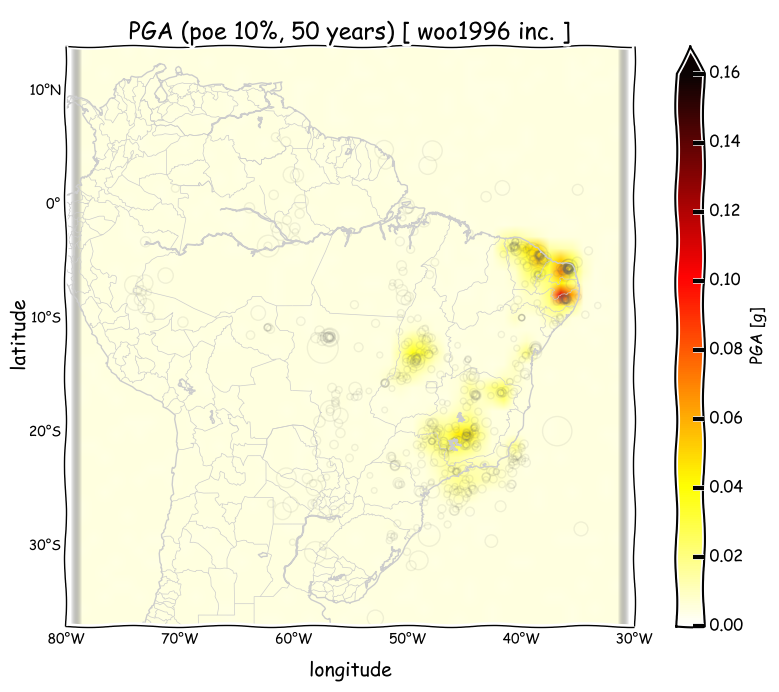 PGA (poe 10%, 50 years) [ woo1996 inc. ]
10°N
0°
10°S
20°S
30°S
latitude
80°W 70°W 60°W 50°W 40°W 30°W
longitude
0.16
0.14
0.12
0.10
0.08
0.06
0.04
0.02
0.00
PGA [g]